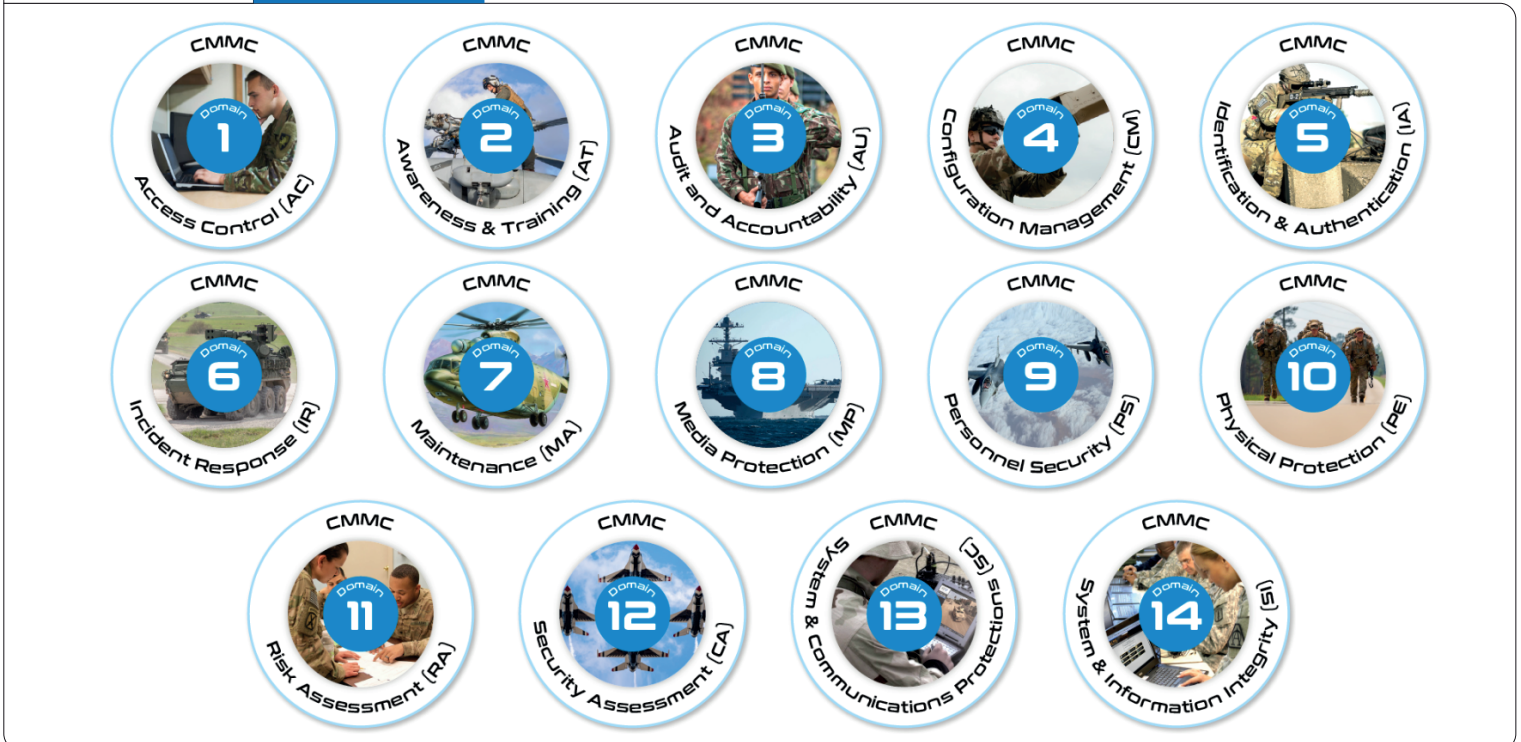 CMMC
Domain
1
Access Control (AC)
CMMC
Domain
2
Awareness & Training (AT)
CMMC
Domain
3
Audit and Accountability (AU)
CMMC
Domain
4
Configuration Management (CM)
CMMC
Domain
5
Identification & Authentication (IA)
CMMC
Domain
6
Incident Response (IR)
CMMC
Domain
7
Maintenance (MA)
CMMC
Domain
8
Media Protection (MP)
CMMC
Domain
9
Personnel Security (PS)
CMMC
Domain
10
Physical Protection (PE)
CMMC
Domain
11
Risk Assessment (RA)
CMMC
Domain
12
Security Assessment (CA)
CMMC
Domain
13
System & Communications Protections (SC)
CMMC
Domain
14
System & Information Integrity (SI)